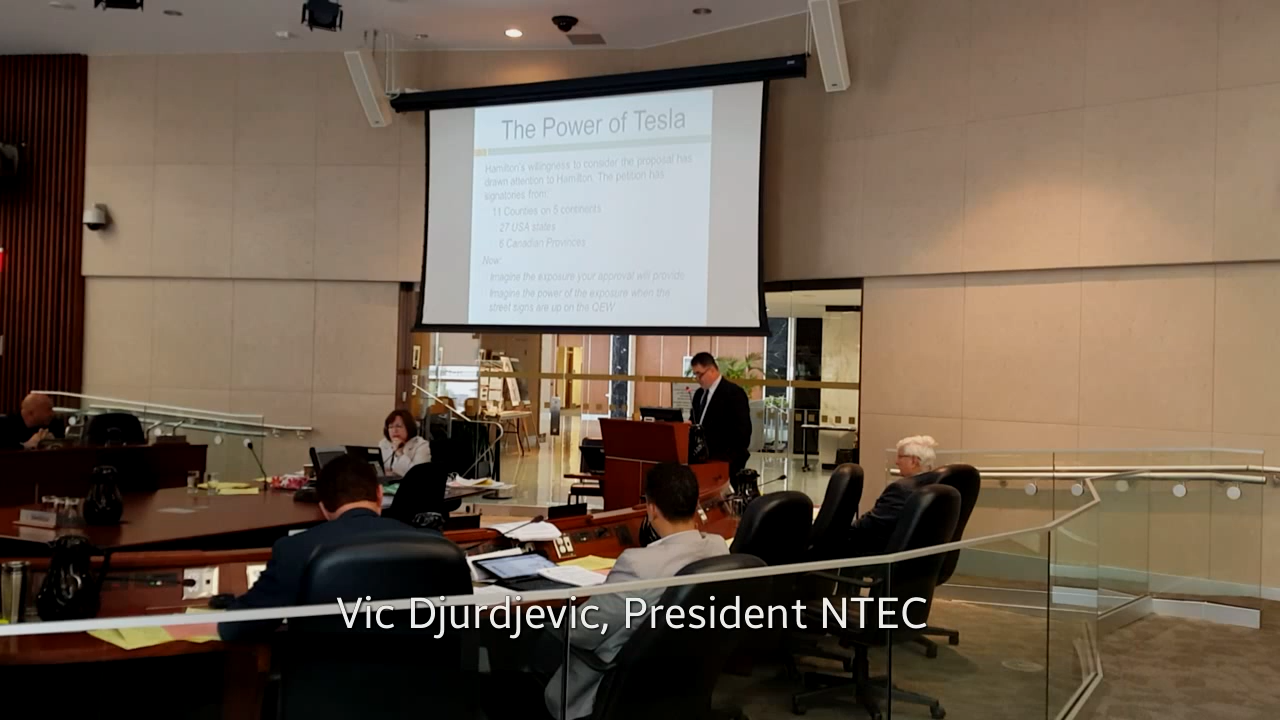 The Power of Tesla
Hamilton's willingness to consider the proposal has
drawn attention to Hamilton. The petition has
signatories from:
11 Counties on 5 continents
27 USA states
6 Canadian Provinces
Now:
Imagine the exposure your approval will provide
Imagine the power of the exposure when the
street signs are up on the QEW
Vic Djurdjevic, President NTEC